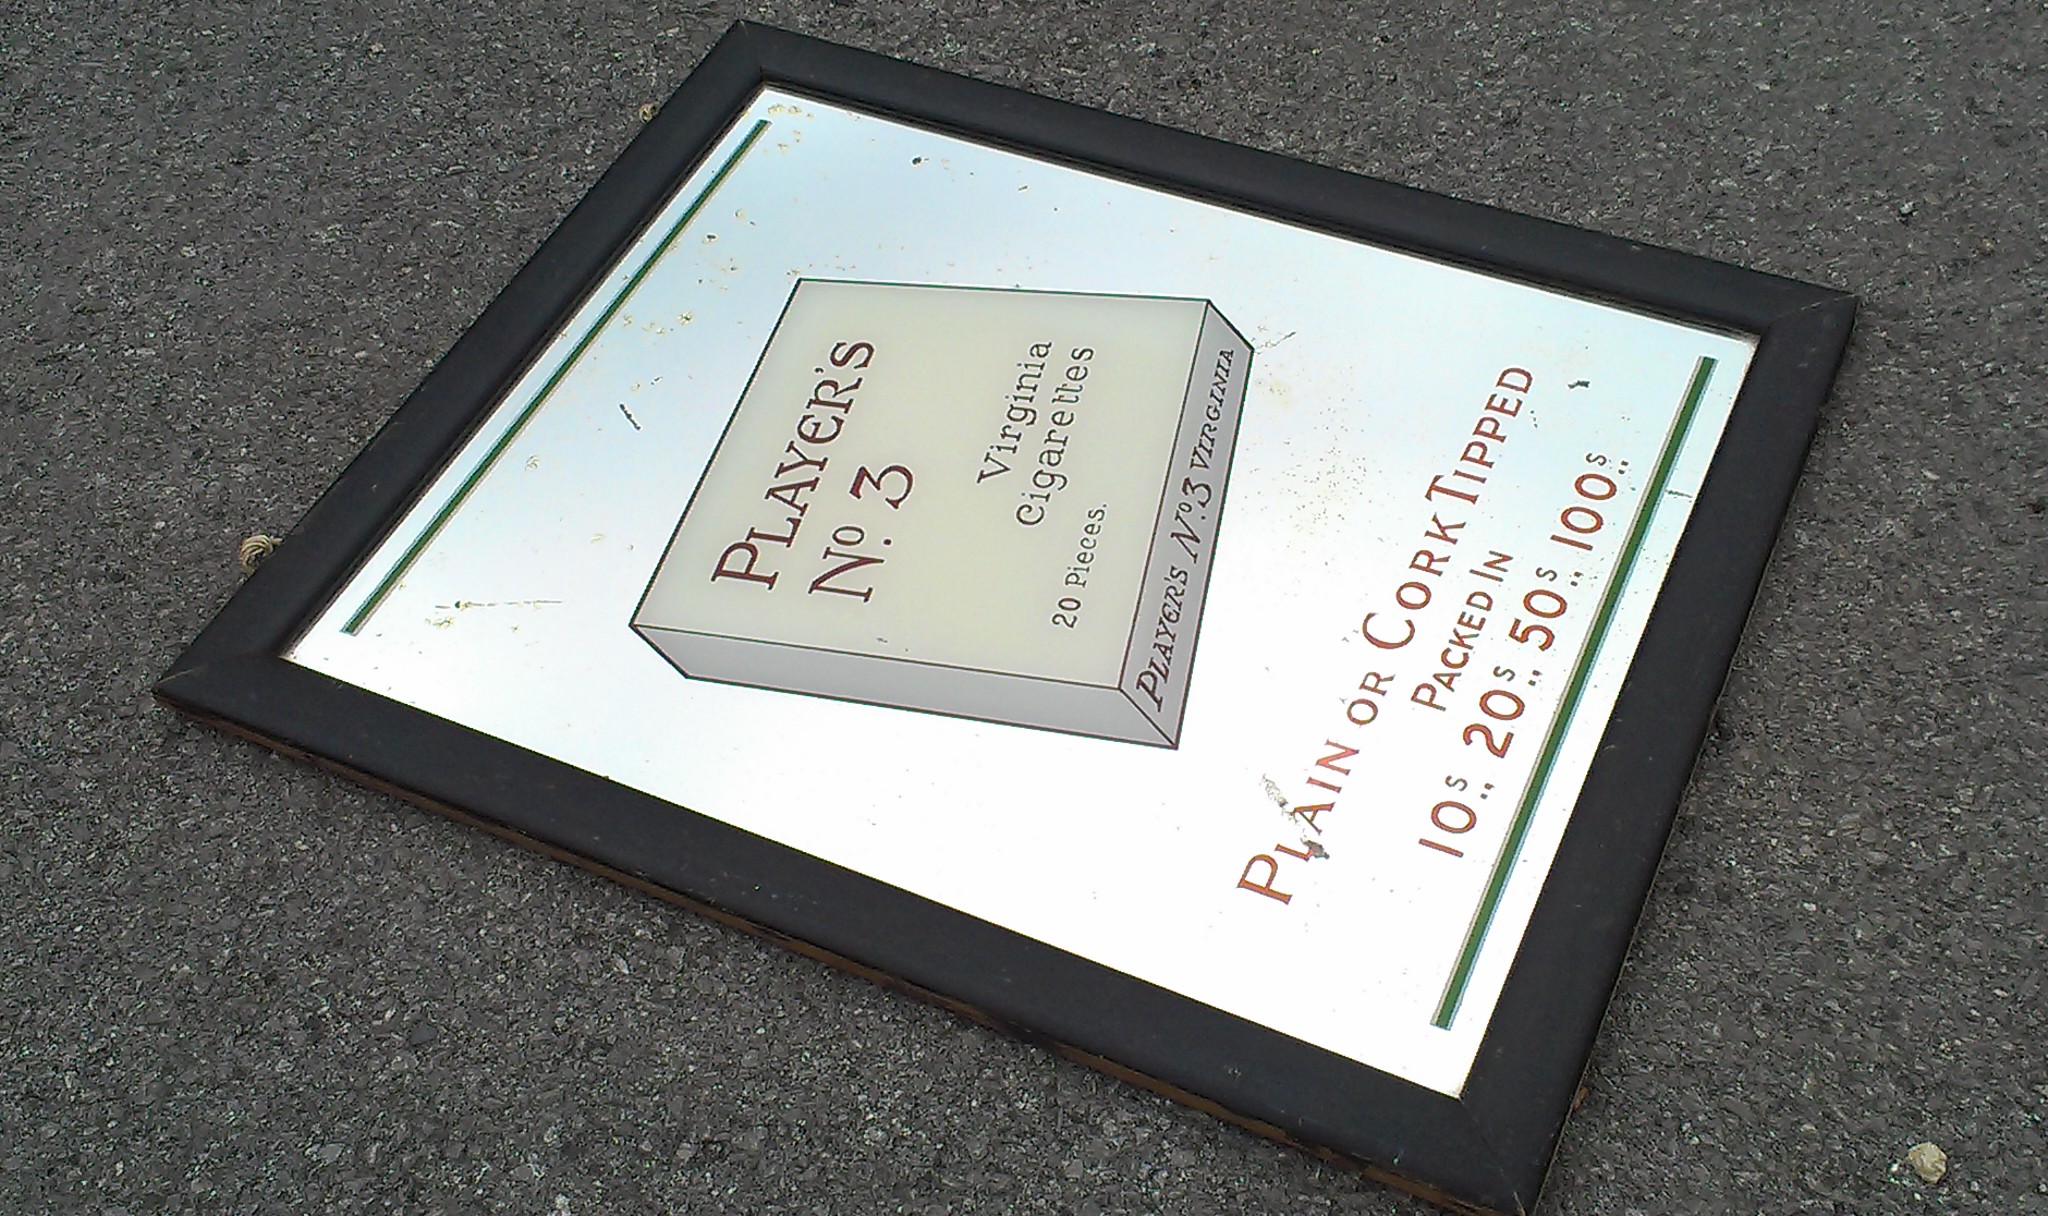 PLAYER'S
No. 3
Virginia
Cigarettes
20 Pieces.
PLAYER'S No. 3 VIRGINIA
PLAIN OR CORK TIPPED
PACKED IN
10s 20s 50s 100s